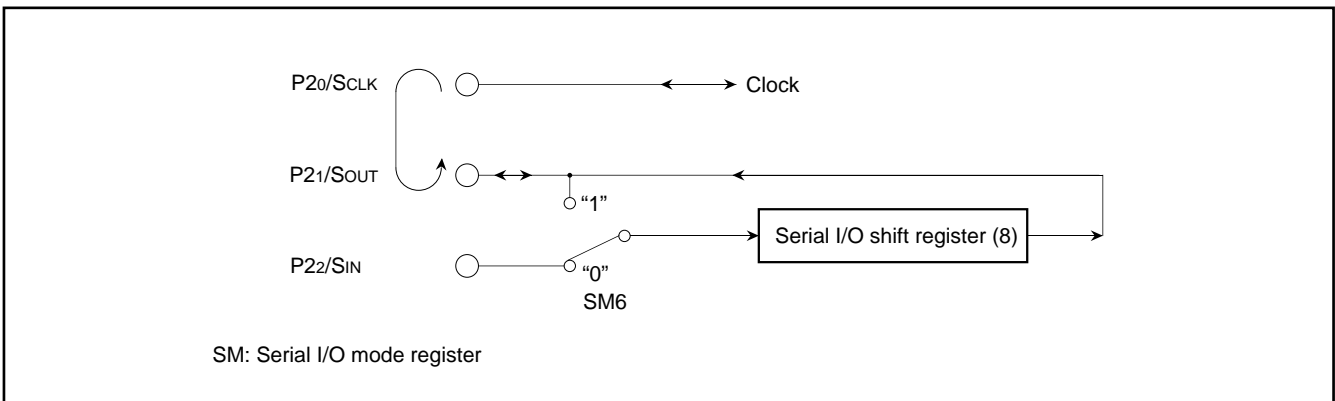 P20/SCLK
Clock
P21/SOUT
“1”
Serial I/O shift register (8)
P22/SIN
“0”
SM6
SM: Serial I/O mode register